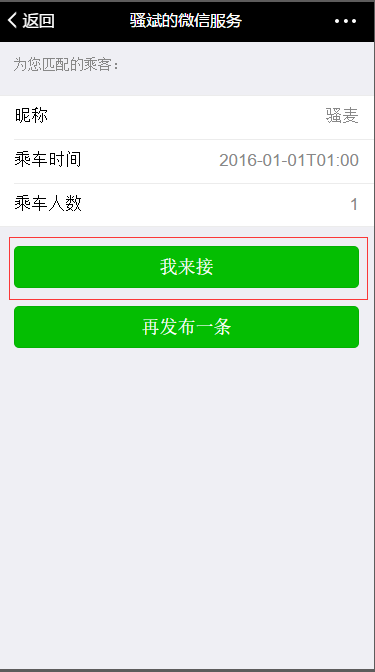 返回
骚斌的微信服务
为您匹配的乘客：
昵称 骚麦
乘车时间 2016-01-01T01:00
乘车人数 1
我来接
再发布一条